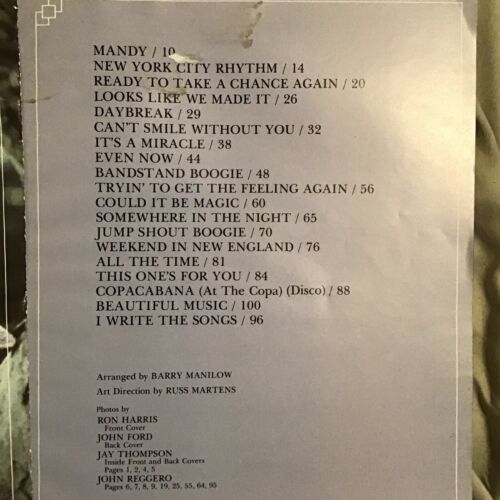 MANDY / 10
NEW YORK CITY RHYTHM / 14
READY TO TAKE A CHANCE AGAIN / 20
LOOKS LIKE WE MADE IT / 26
DAYBREAK / 29
CAN'T SMILE WITHOUT YOU / 32
IT'S A MIRACLE / 38
EVEN NOW / 44
BANDSTAND BOOGIE / 48
TRYIN' TO GET THE FEELING AGAIN / 56
COULD IT BE MAGIC / 60
SOMEWHERE IN THE NIGHT / 65
JUMP SHOUT BOOGIE / 70
WEEKEND IN NEW ENGLAND / 76
ALL THE TIME / 81
THIS ONE'S FOR YOU / 84
COPACABANA (At The Copa) (Disco) / 88
BEAUTIFUL MUSIC / 100
I WRITE THE SONGS / 96
Arranged by BARRY MANILOW
Art Direction by RUSS MARTENS
Photos by
RON HARRIS
Front Cover
JOHN FORD
Back Cover
JAY THOMPSON
Inside Front and Back Covers
Pages 1, 2, 4, 5
JOHN REGGERO
Pages 6, 7, 8, 9, 19, 25, 55, 64, 95